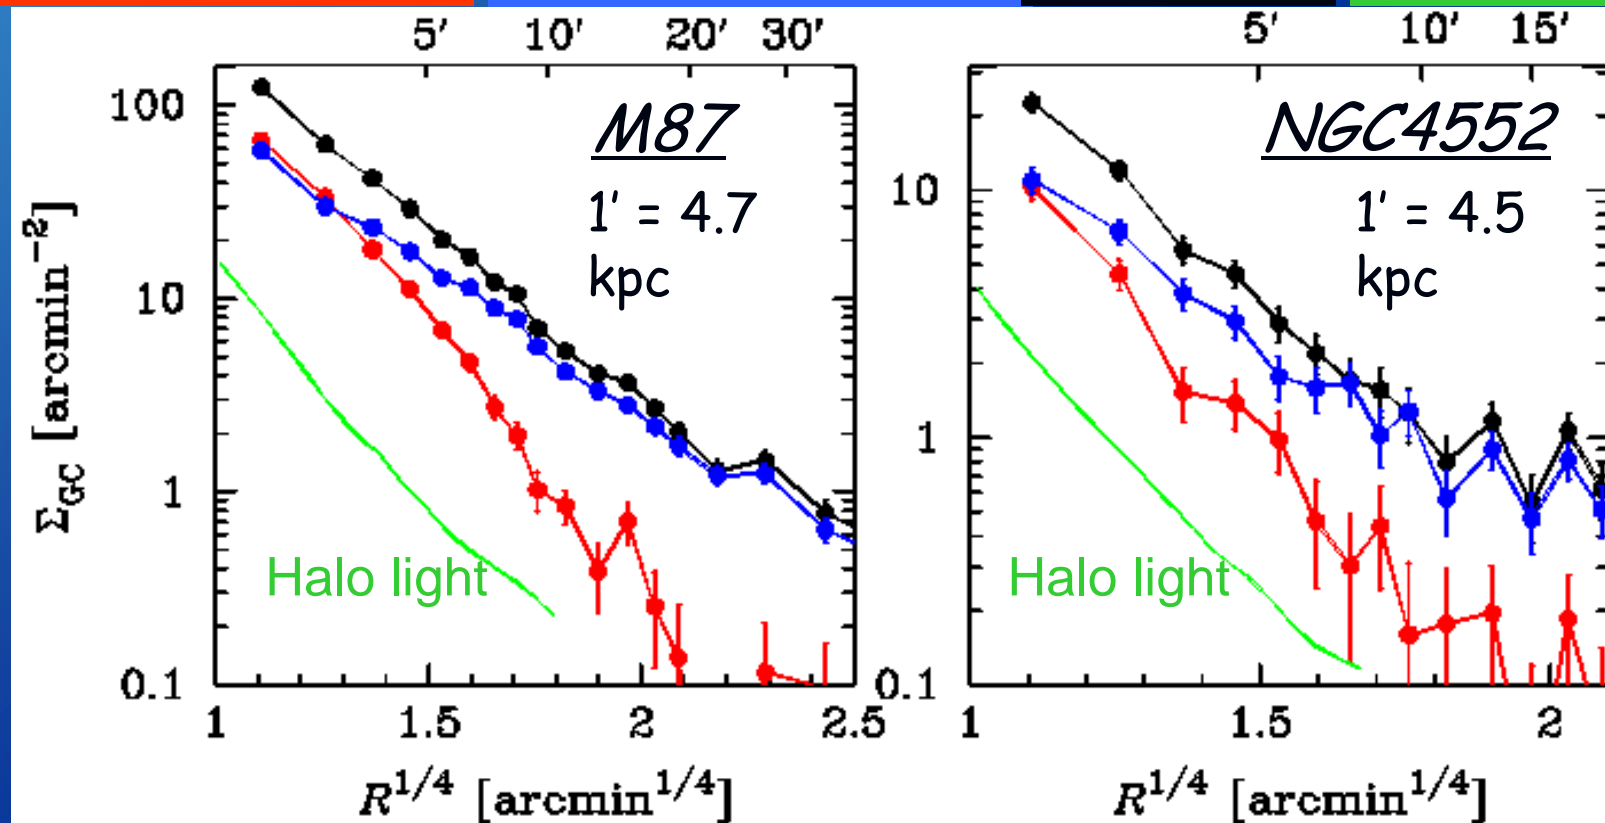 5' 10' 20' 30'
100
10
1
0.1
Σ_GC [arcmin⁻²]
M87
1' = 4.7
kpc
Halo light
1 1.5 2 2.5
R^1/4 [arcmin^1/4]
5' 10' 15'
10
1
0.1
NGC4552
1' = 4.5
kpc
Halo light
1 1.5 2
R^1/4 [arcmin^1/4]